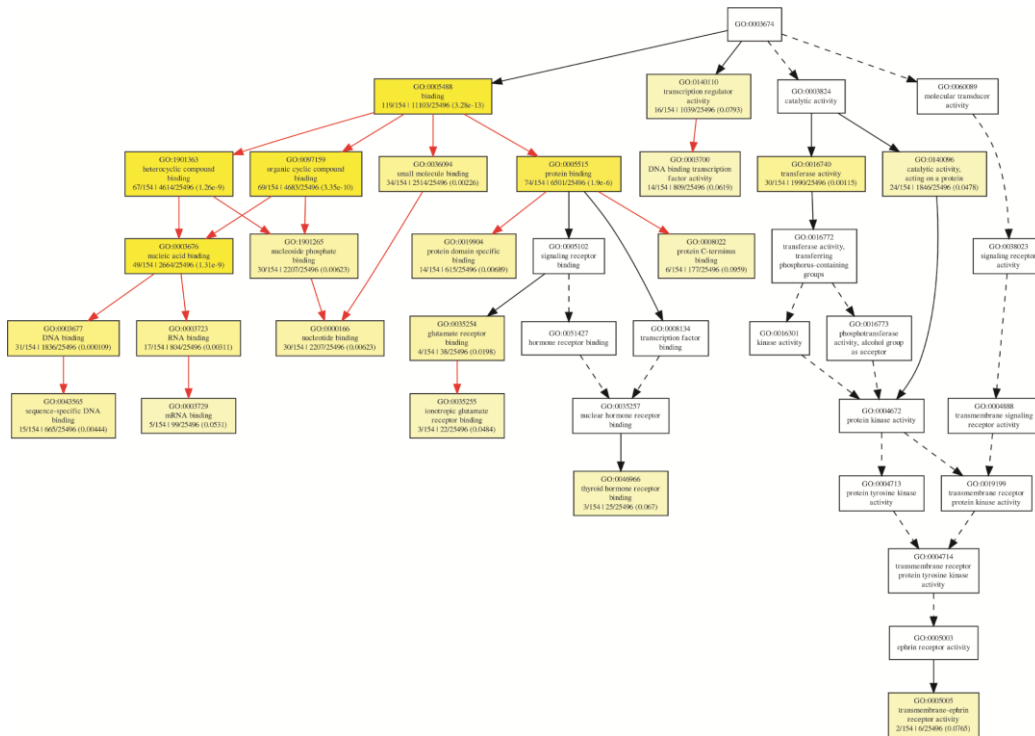 GO:0003674
GO:0005488
binding
119/154 | 11103/25496 (3.28e-13)
GO:0140110
transcription regulator
activity
16/154 | 1039/25496 (0.0793)
GO:0003824
catalytic activity
GO:0060089
molecular transducer
activity
GO:1901363
heterocyclic compound
binding
67/154 | 4614/25496 (1.26e-9)
GO:0097159
organic cyclic compound
binding
69/154 | 4683/25496 (3.35e-10)
GO:0036094
small molecule binding
34/154 | 2514/25496 (0.00226)
GO:0005515
protein binding
74/154 | 6501/25496 (1.9e-6)
GO:0003700
DNA binding transcription
factor activity
14/154 | 809/25496 (0.0619)
GO:0016740
transferase activity
30/154 | 1990/25496 (0.00115)
GO:0140096
catalytic activity,
acting on a protein
24/154 | 1846/25496 (0.0478)
GO:0003676
nucleic acid binding
49/154 | 2664/25496 (1.31e-9)
GO:1901265
nucleoside phosphate
binding
30/154 | 2207/25496 (0.00623)
GO:0019904
protein domain specific
binding
14/154 | 615/25496 (0.00689)
GO:0005102
signaling receptor
binding
GO:0008022
protein C-terminus
binding
6/154 | 177/25496 (0.0959)
GO:0016772
transferase activity,
transferring
phosphorus-containing
groups
GO:0038023
signaling receptor
activity
GO:0003677
DNA binding
31/154 | 1836/25496 (0.000109)
GO:0003723
RNA binding
17/154 | 804/25496 (0.00311)
GO:0000166
nucleotide binding
30/154 | 2207/25496 (0.00623)
GO:0035254
glutamate receptor
binding
4/154 | 38/25496 (0.0198)
GO:0051427
hormone receptor binding
GO:0008134
transcription factor
binding
GO:0016301
kinase activity
GO:0016773
phosphotransferase
activity, alcohol group
as acceptor
GO:0043565
sequence-specific DNA
binding
15/154 | 665/25496 (0.00444)
GO:0003729
mRNA binding
5/154 | 99/25496 (0.0531)
GO:0035255
ionotropic glutamate
receptor binding
3/154 | 22/25496 (0.0484)
GO:0035257
nuclear hormone receptor
binding
GO:0004672
protein kinase activity
GO:0004888
transmembrane signaling
receptor activity
GO:0046966
thyroid hormone receptor
binding
3/154 | 25/25496 (0.067)
GO:0004713
protein tyrosine kinase
activity
GO:0019199
transmembrane receptor
protein kinase activity
GO:0004714
transmembrane receptor
protein tyrosine kinase
activity
GO:0005003
ephrin receptor activity
GO:0005005
transmembrane-ephrin
receptor activity
2/154 | 6/25496 (0.0765)